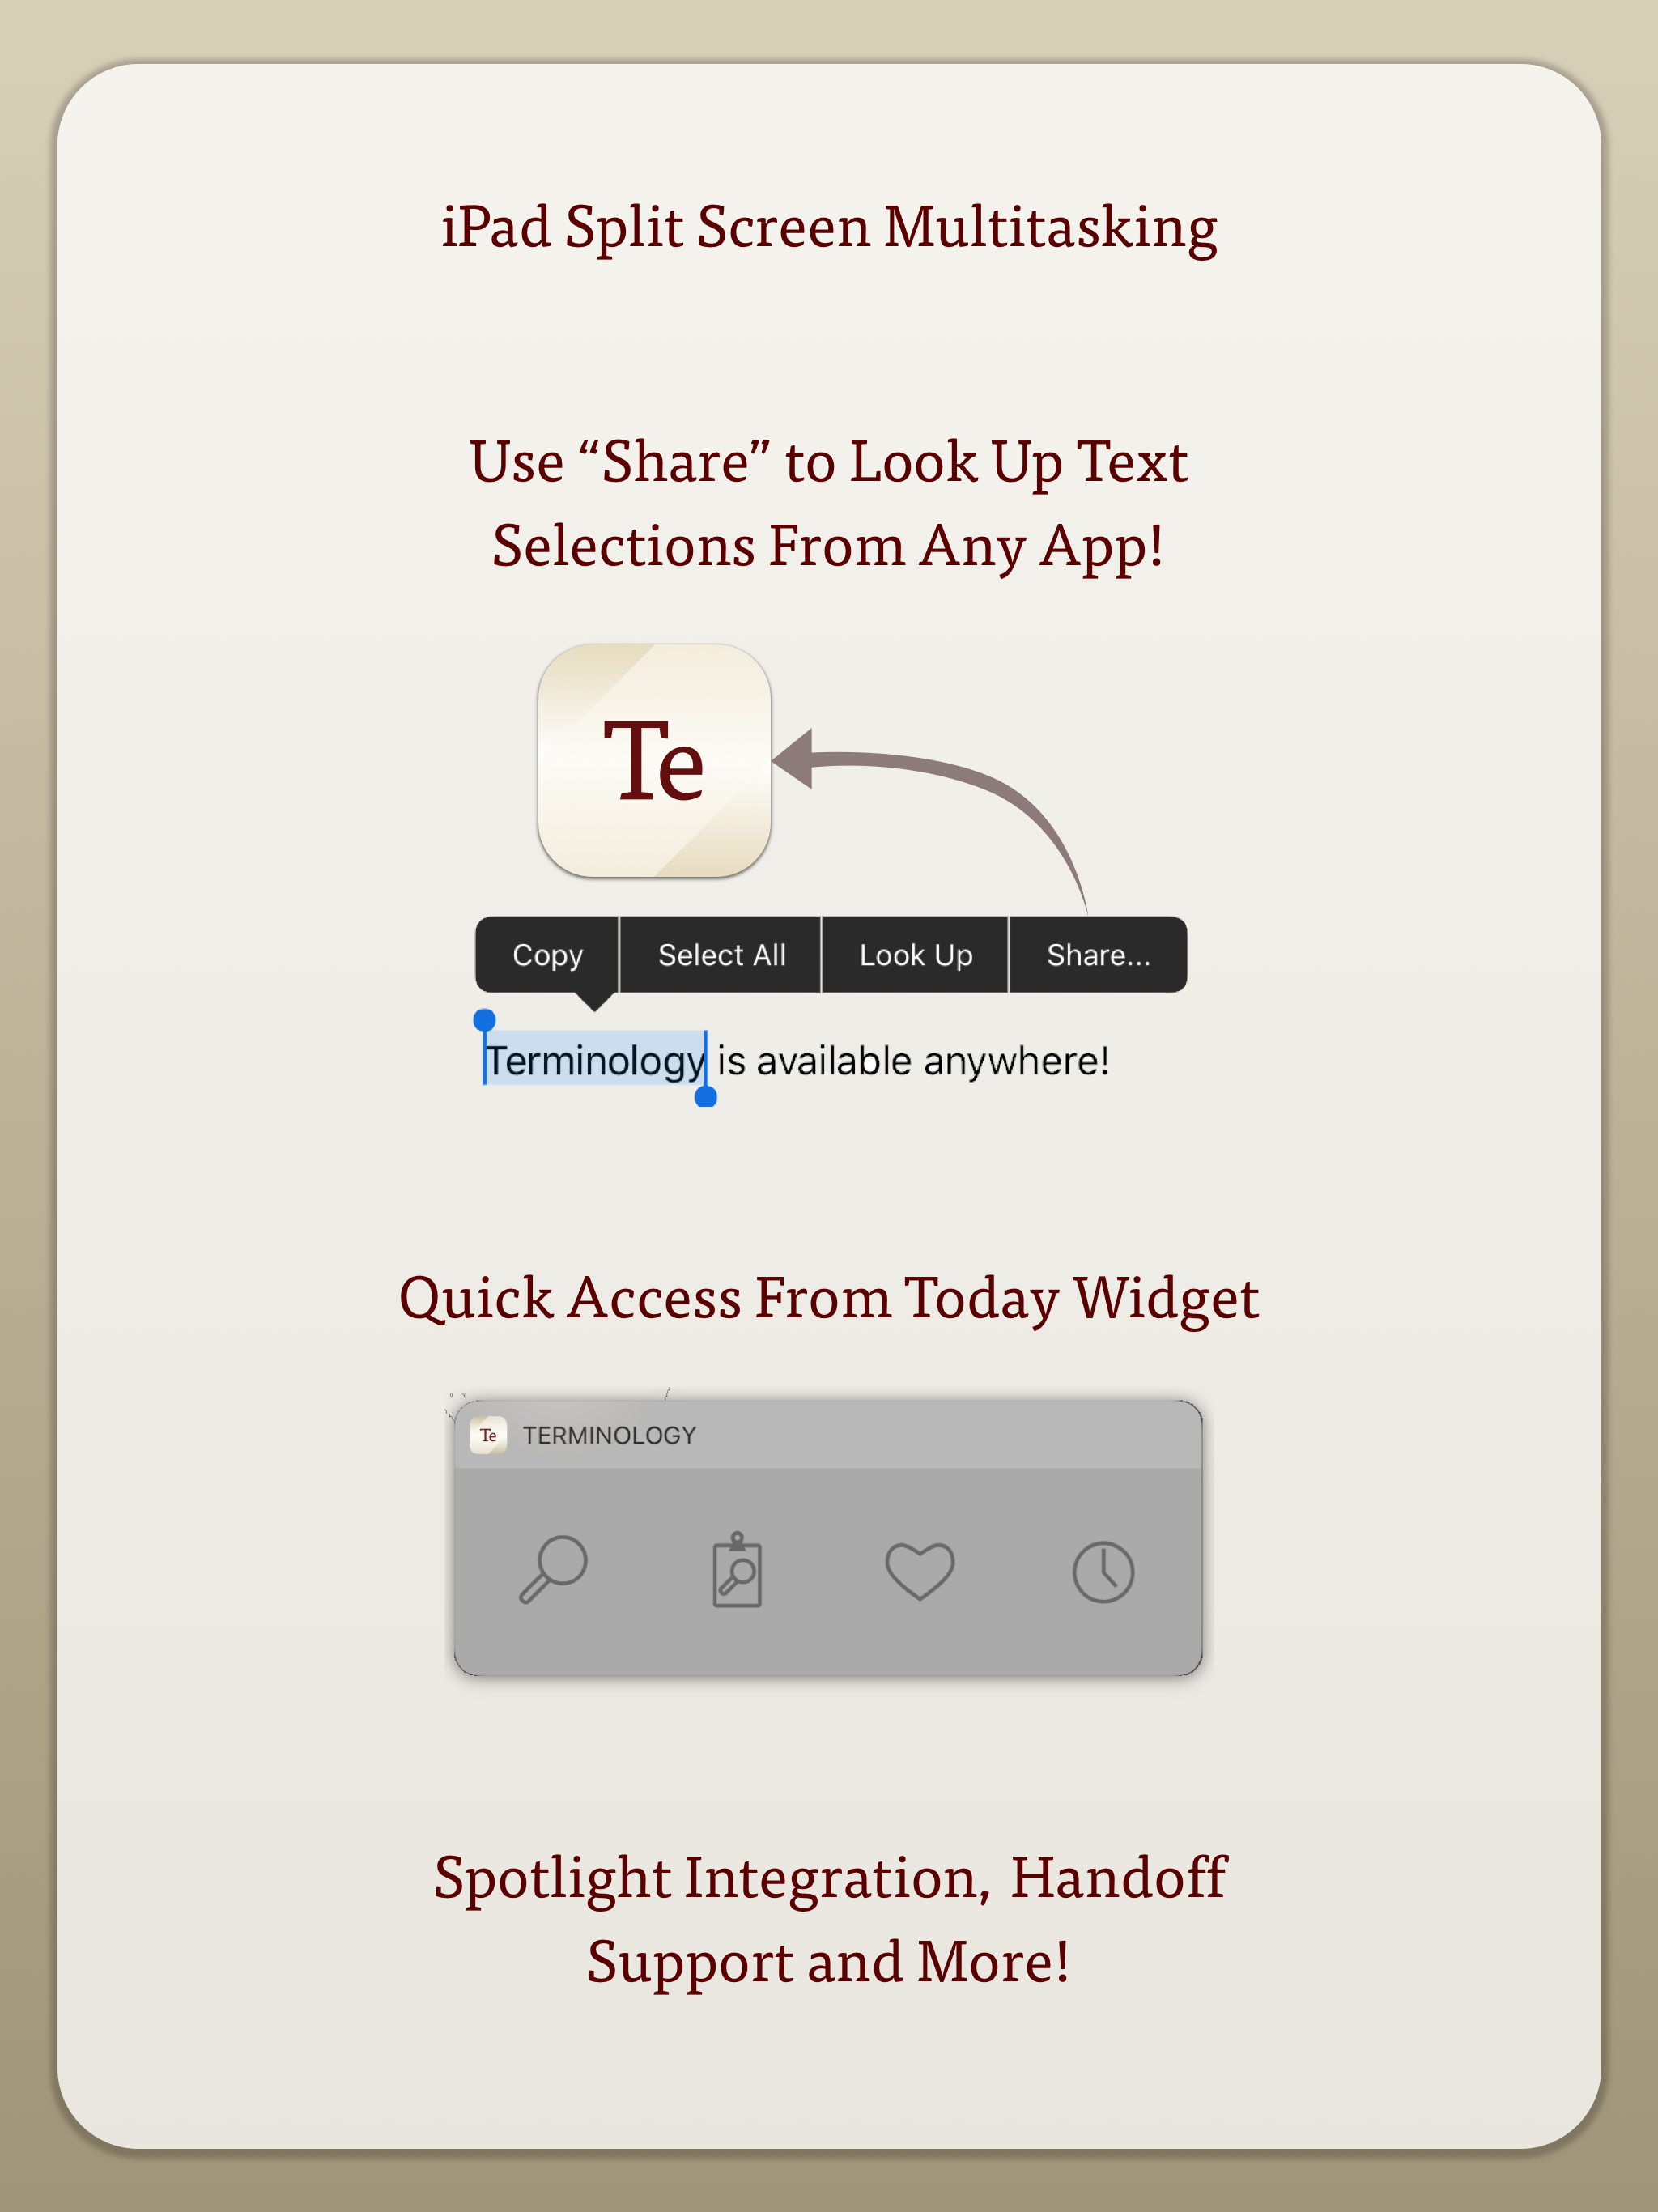 iPad Split Screen Multitasking
Use “Share” to Look Up Text
Selections From Any App!
Te
Copy Select All Look Up Share...
Terminology is available anywhere!
Quick Access From Today Widget
Te TERMINOLOGY
Spotlight Integration, Handoff
Support and More!